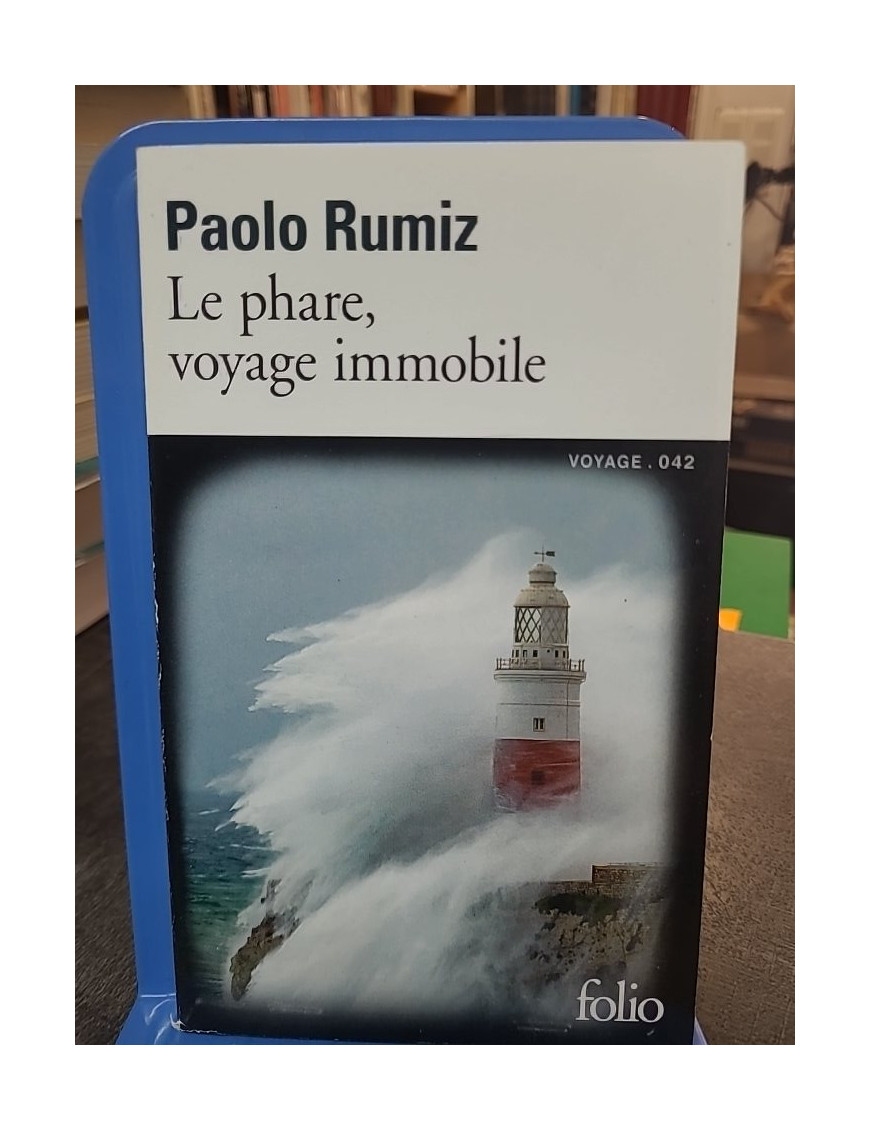 Paolo Rumiz
Le phare,
voyage immobile
VOYAGE . 042
folio